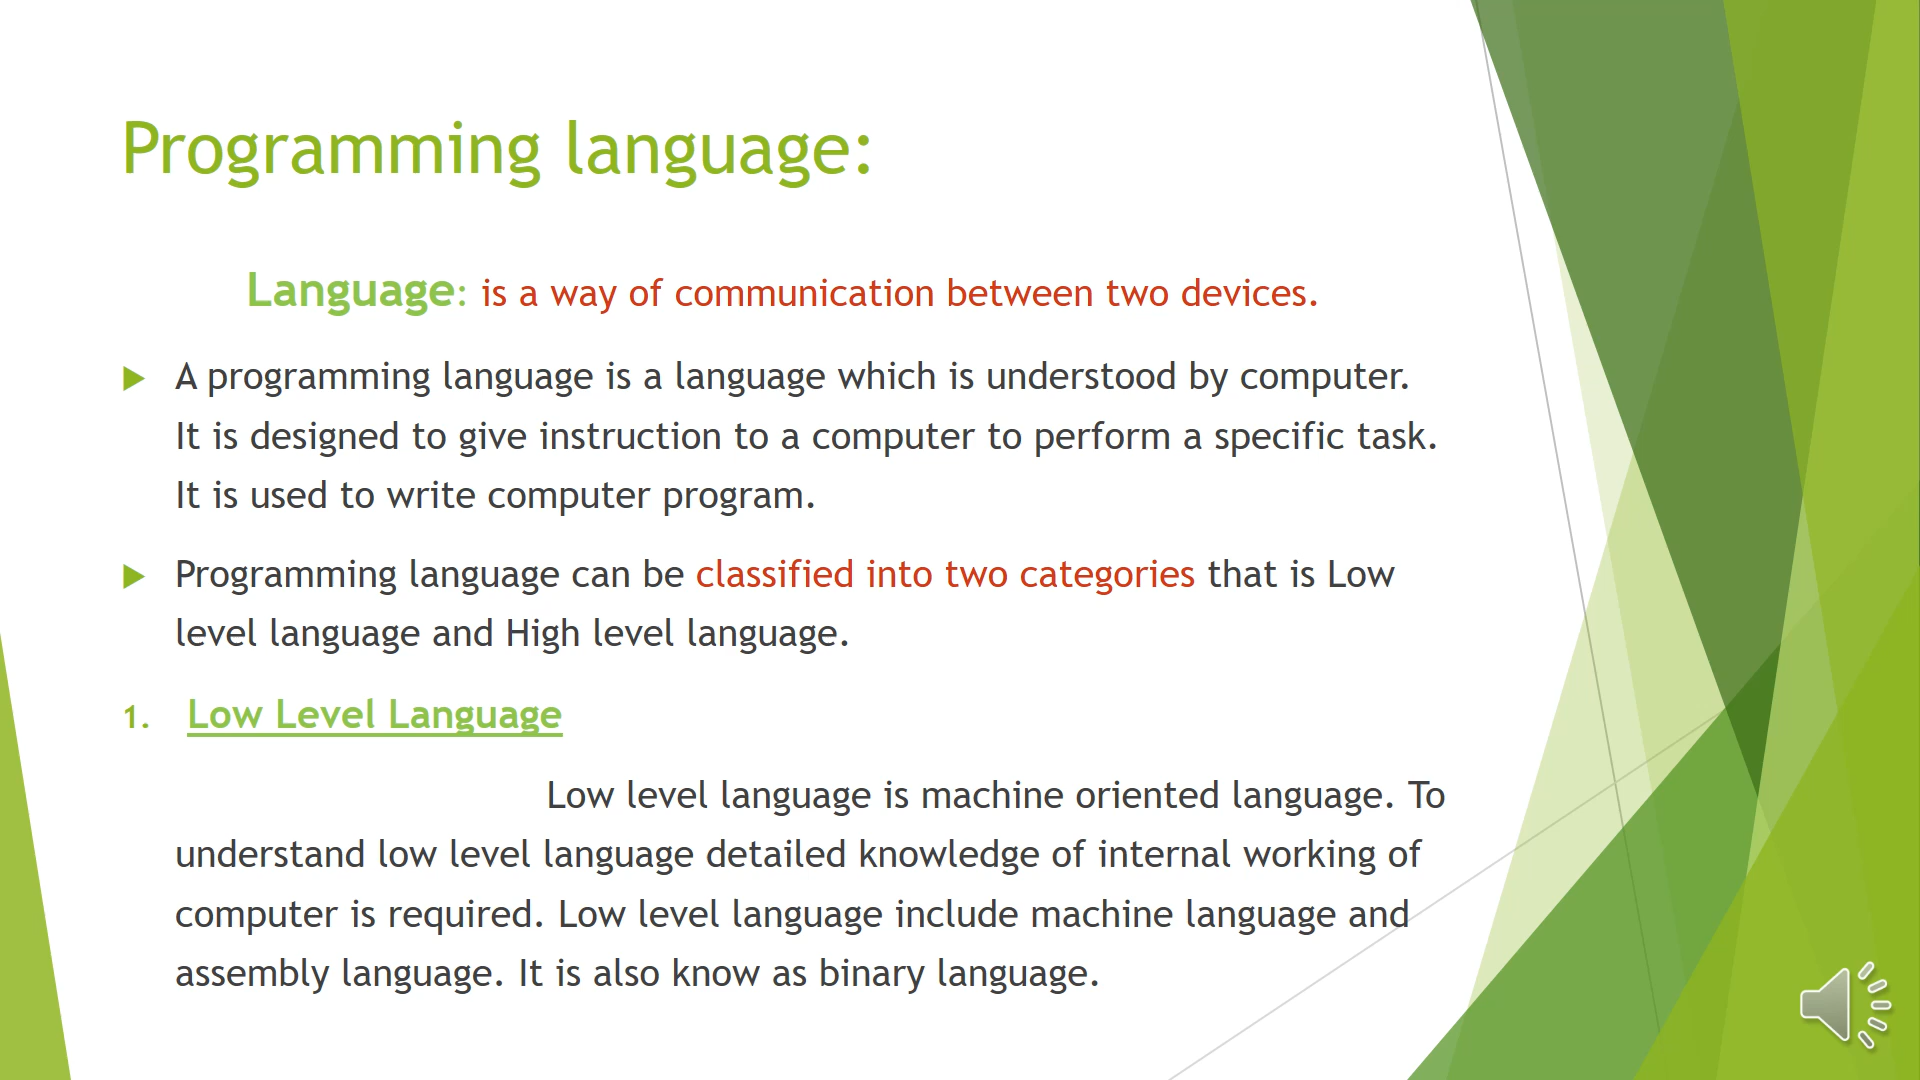 Programming language:
Language: is a way of communication between two devices.
A programming language is a language which is understood by computer.
It is designed to give instruction to a computer to perform a specific task.
It is used to write computer program.
Programming language can be classified into two categories that is Low
level language and High level language.
1. Low Level Language
Low level language is machine oriented language. To
understand low level language detailed knowledge of internal working of
computer is required. Low level language include machine language and
assembly language. It is also know as binary language.